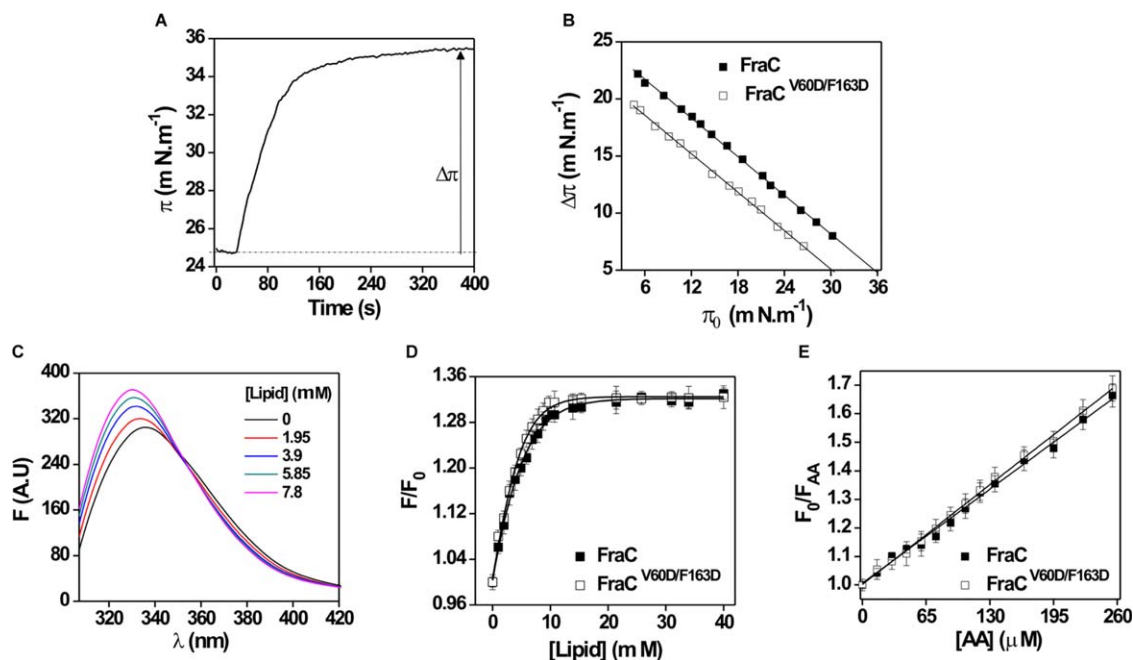 A
π (m N.m-1)
36
33
30
27
24
Δπ
0 80 160 240 320 400
Time (s)
B
Δπ (m N.m-1)
25
20
15
10
5
FraC
FraC V60D/F163D
6 12 18 24 30 36
π0 (m N.m-1)
C
F (A.U)
400
320
240
160
80
0
[Lipid] (mM)
0
1.95
3.9
5.85
7.8
320 340 360 380 400 420
λ (nm)
D
F/F0
1.36
1.28
1.20
1.12
1.04
0.96
FraC
FraC V60D/F163D
0 10 20 30 40
[Lipid] (m M)
E
F0/FAA
1.7
1.6
1.5
1.4
1.3
1.2
1.1
1.0
FraC
FraC V60D/F163D
0 65 130 195 260
[AA] (μ M)